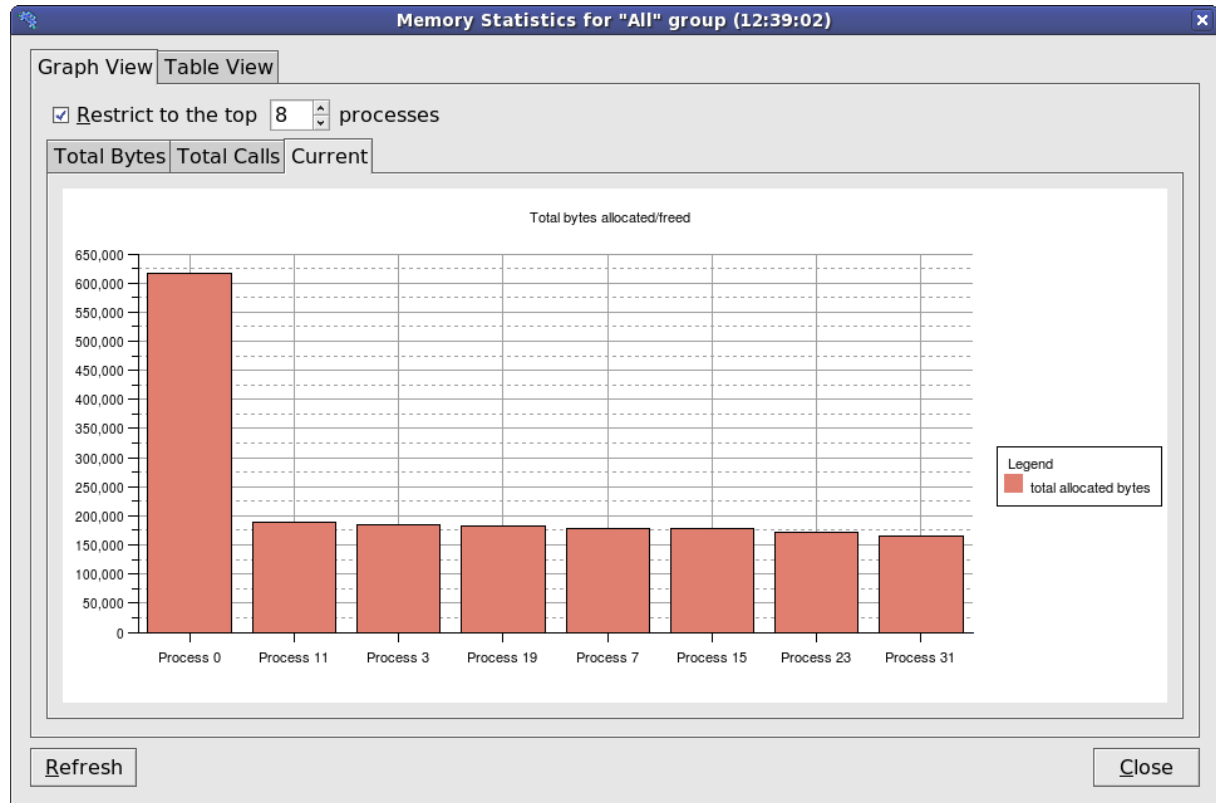 Memory Statistics for "All" group (12:39:02)
Graph View Table View
Restrict to the top 8 processes
Total Bytes Total Calls Current
Total bytes allocated/freed
650,000
600,000
550,000
500,000
450,000
400,000
350,000
300,000
250,000
200,000
150,000
100,000
50,000
0
Process 0 Process 11 Process 3 Process 19 Process 7 Process 15 Process 23 Process 31
Legend
total allocated bytes
Refresh Close